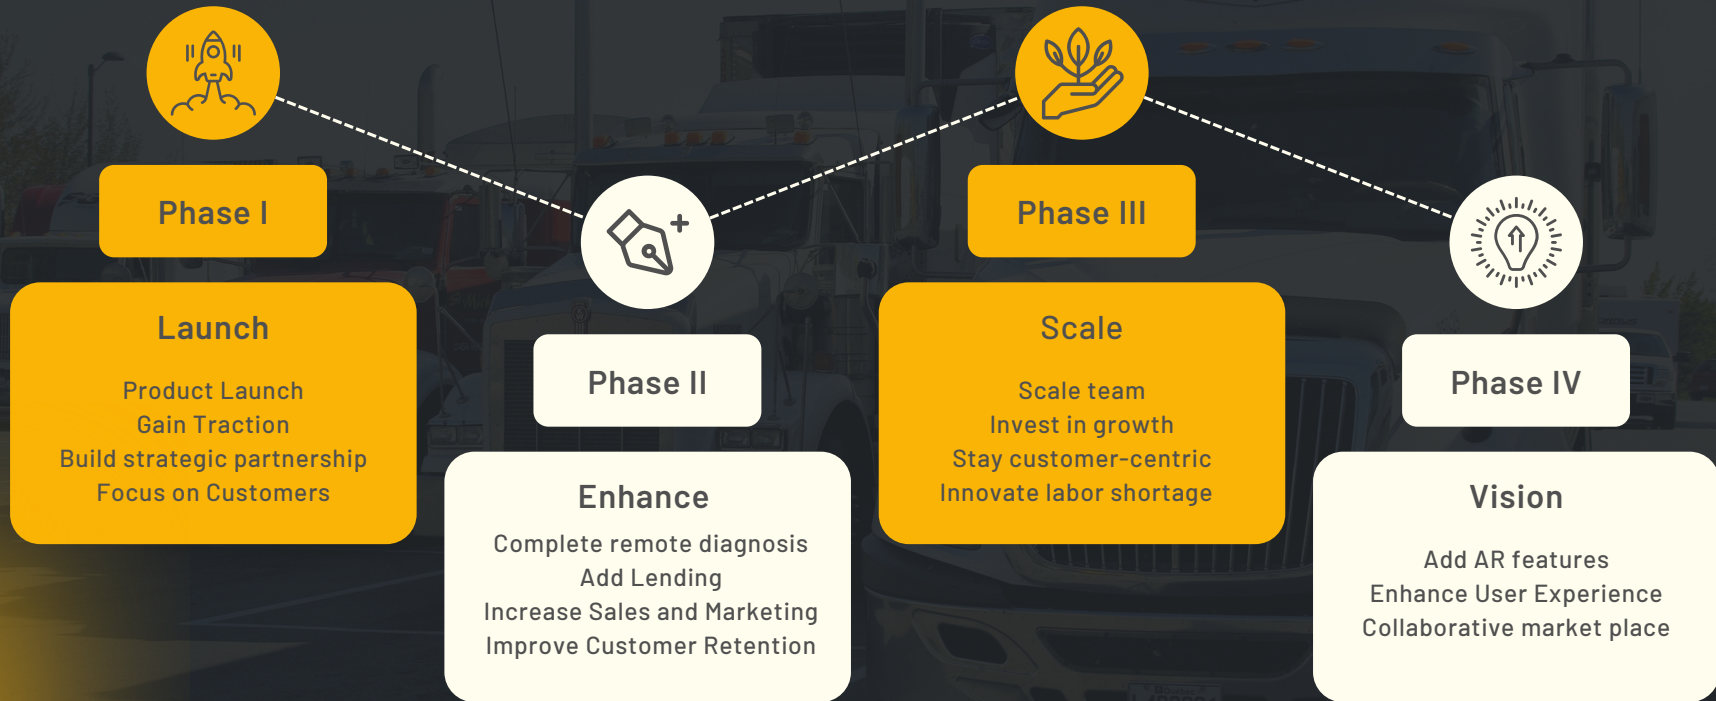 Phase I
Launch
Product Launch
Gain Traction
Build strategic partnership
Focus on Customers
Phase II
Enhance
Complete remote diagnosis
Add Lending
Increase Sales and Marketing
Improve Customer Retention
Phase III
Scale
Scale team
Invest in growth
Stay customer-centric
Innovate labor shortage
Phase IV
Vision
Add AR features
Enhance User Experience
Collaborative market place